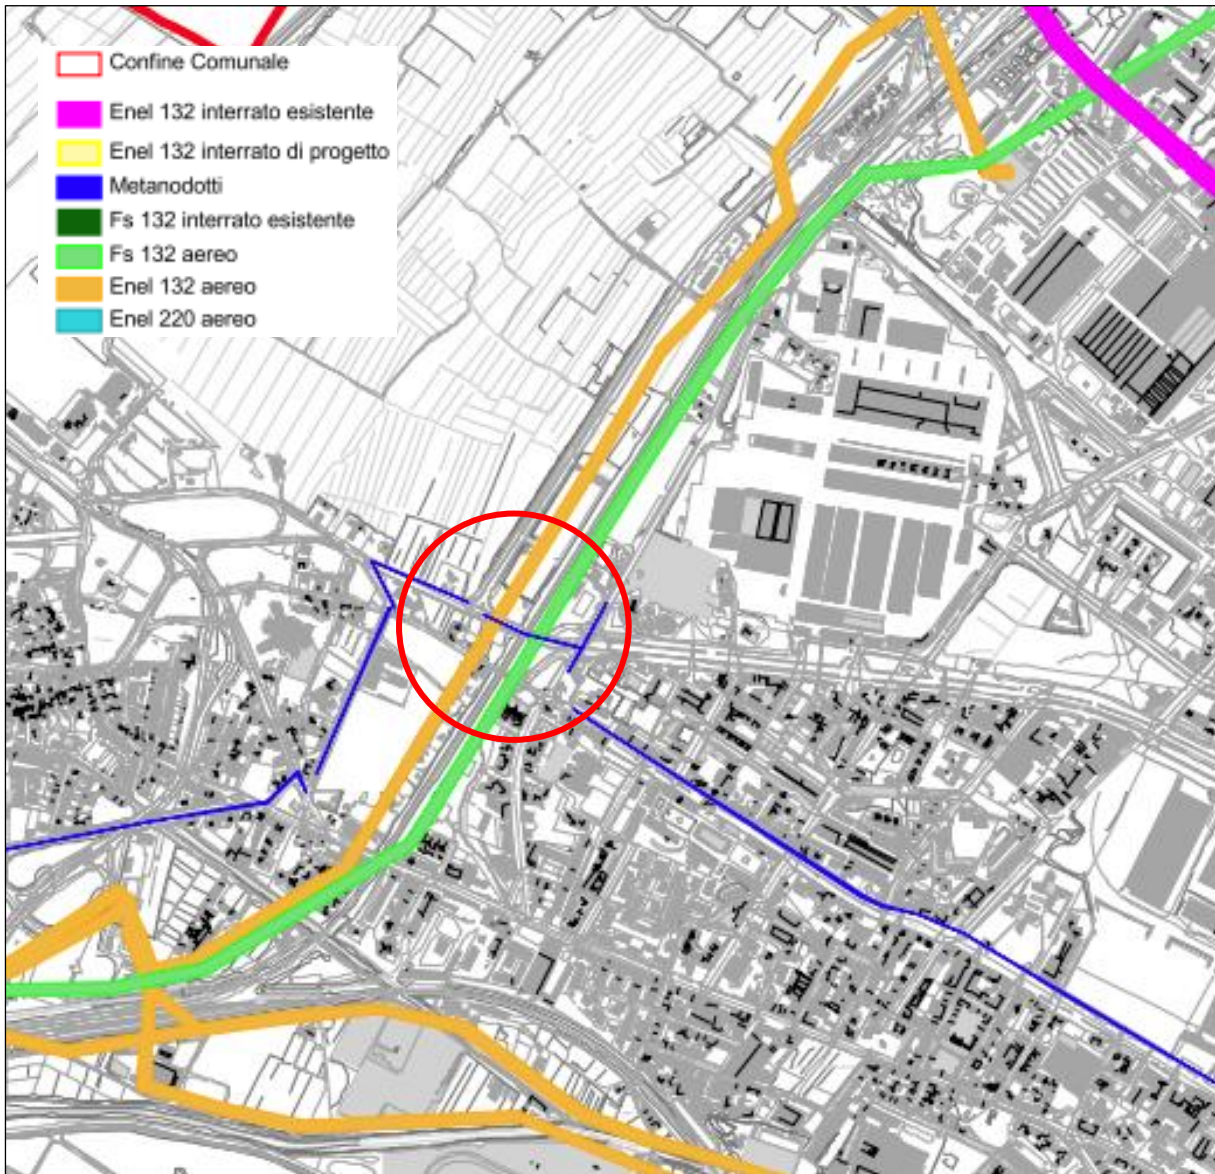 Confine Comunale
Enel 132 interrato esistente
Enel 132 interrato di progetto
Metanodotti
Fs 132 interrato esistente
Fs 132 aereo
Enel 132 aereo
Enel 220 aereo